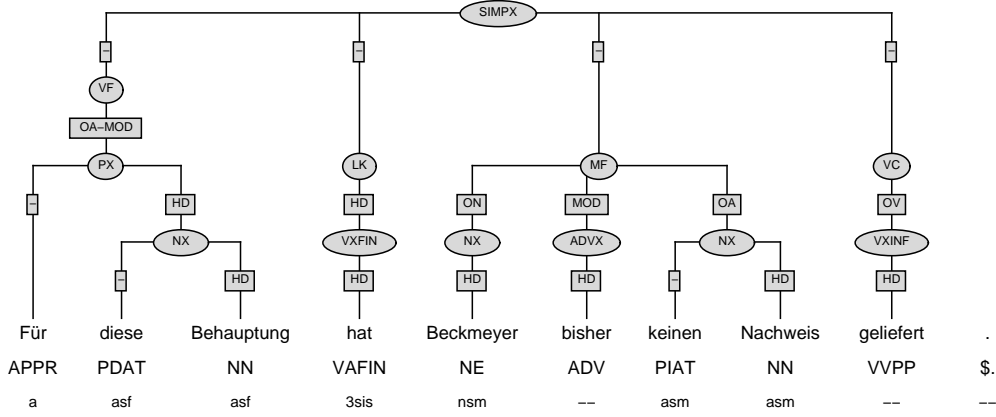 SIMPX
– – – –
VF
OA–MOD
PX LK MF VC
– HD HD ON MOD OA OV
NX VXFIN NX ADVX NX VXINF
– HD HD HD HD – HD HD
Für diese Behauptung hat Beckmeyer bisher keinen Nachweis geliefert .
APPR PDAT NN VAFIN NE ADV PIAT NN VVPP $.
a asf asf 3sis nsm –– asm asm –– ––